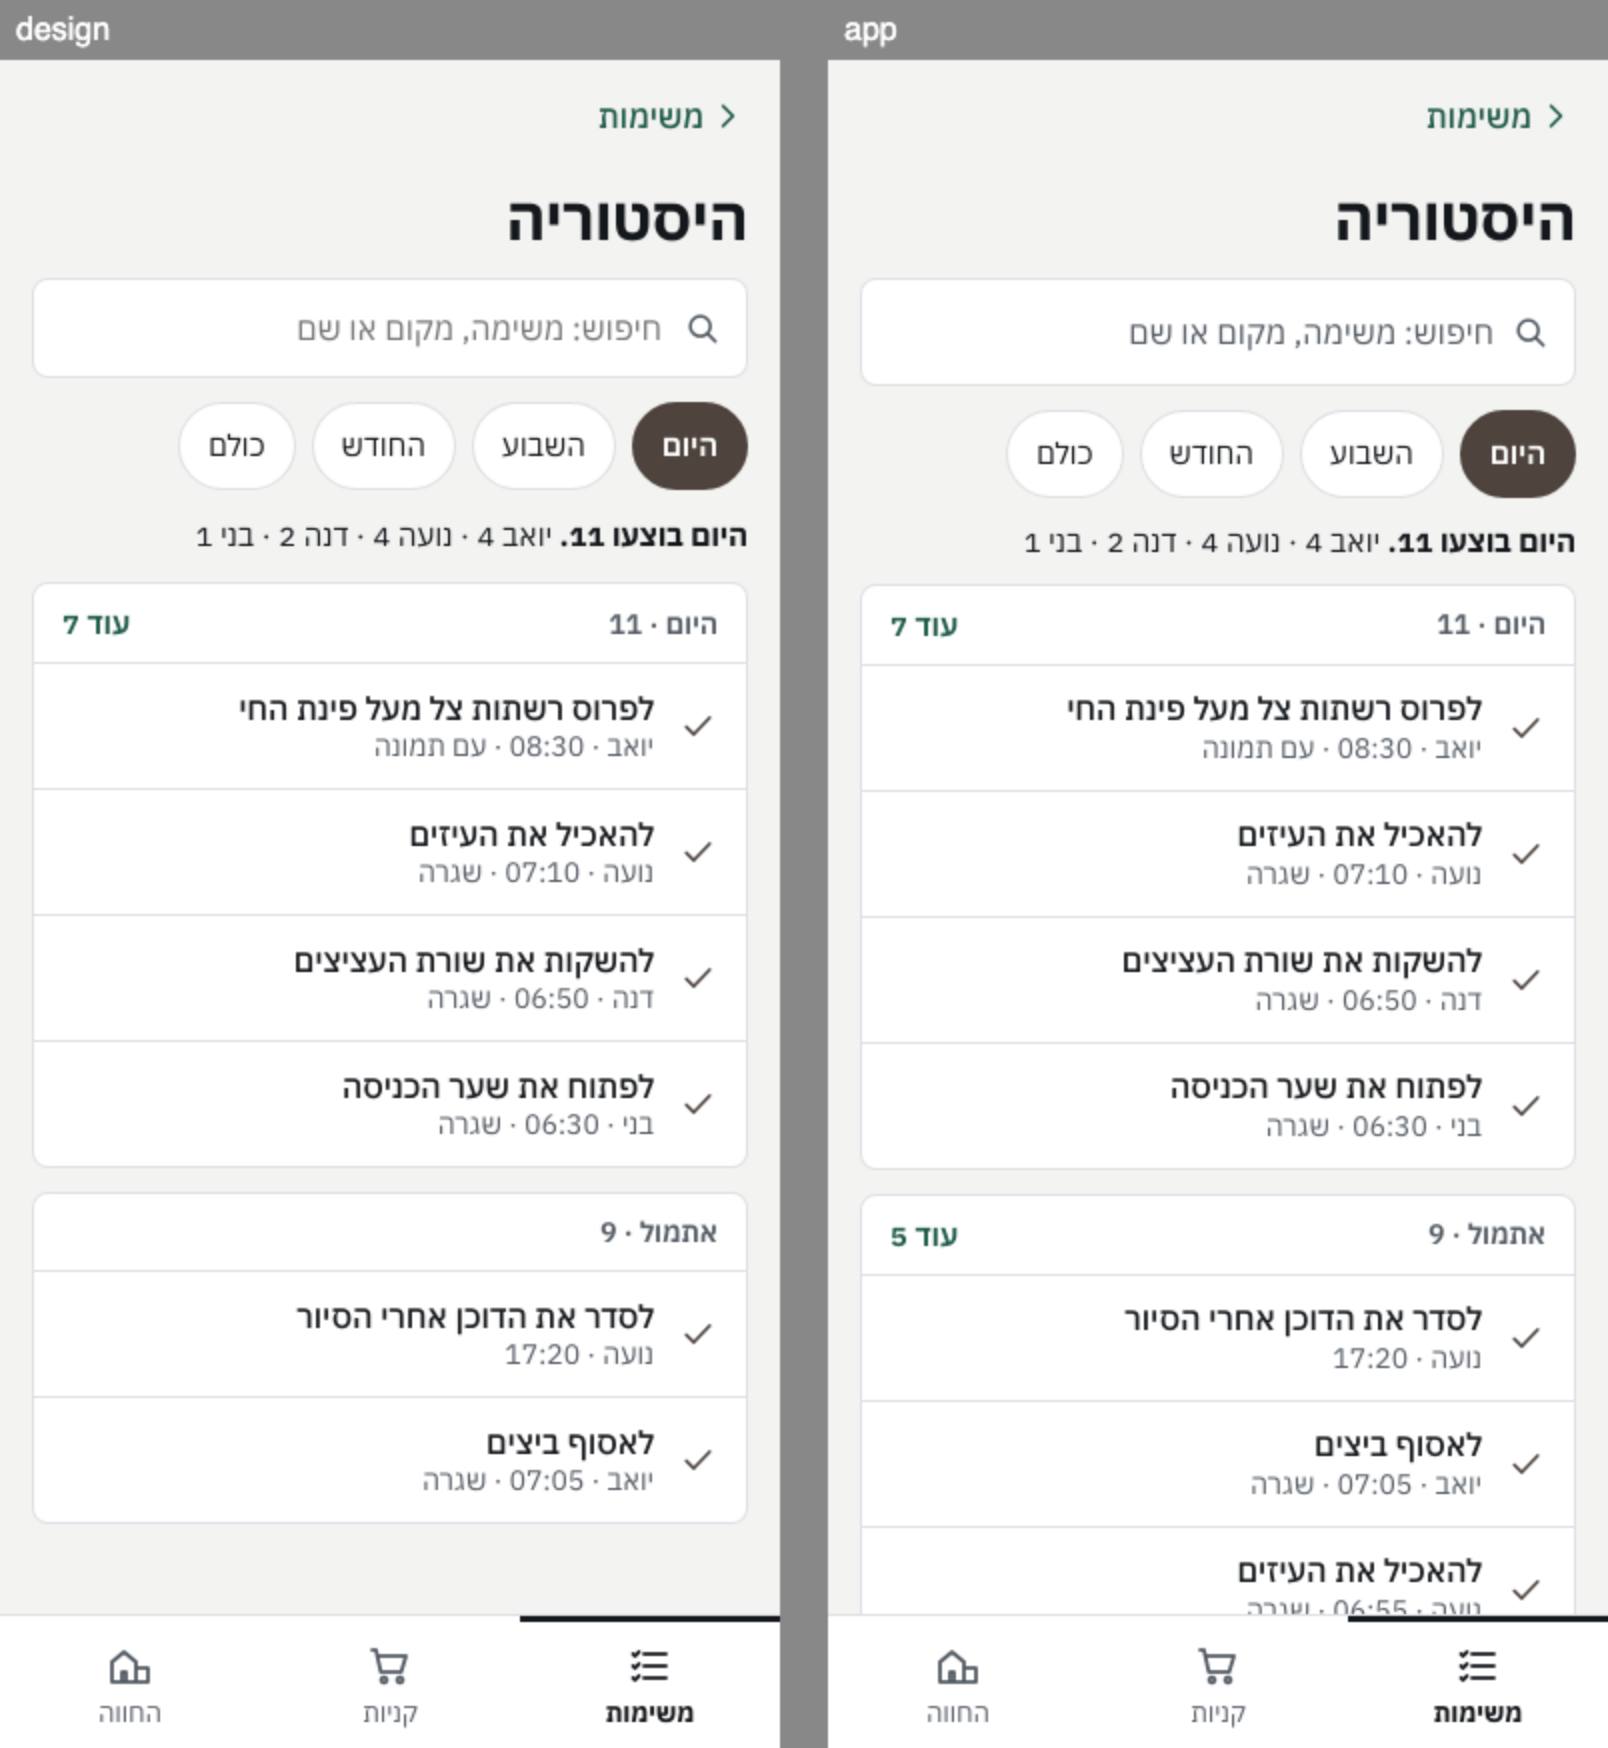 design
משימות
היסטוריה
חיפוש: משימה, מקום או שם
היום
השבוע
החודש
כולם
היום בוצעו 11. יואב 4 · נועה 4 · דנה 2 · בני 1
היום · 11
עוד 7
לפרוס רשתות צל מעל פינת החי
יואב · 08:30 · עם תמונה
להאכיל את העיזים
נועה · 07:10 · שגרה
להשקות את שורת העציצים
דנה · 06:50 · שגרה
לפתוח את שער הכניסה
בני · 06:30 · שגרה
אתמול · 9
לסדר את הדוכן אחרי הסיור
נועה · 17:20
לאסוף ביצים
יואב · 07:05 · שגרה
משימות
קניות
החווה
app
משימות
היסטוריה
חיפוש: משימה, מקום או שם
היום
השבוע
החודש
כולם
היום בוצעו 11. יואב 4 · נועה 4 · דנה 2 · בני 1
היום · 11
עוד 7
לפרוס רשתות צל מעל פינת החי
יואב · 08:30 · עם תמונה
להאכיל את העיזים
נועה · 07:10 · שגרה
להשקות את שורת העציצים
דנה · 06:50 · שגרה
לפתוח את שער הכניסה
בני · 06:30 · שגרה
אתמול · 9
עוד 5
לסדר את הדוכן אחרי הסיור
נועה · 17:20
לאסוף ביצים
יואב · 07:05 · שגרה
להאכיל את העיזים
נועה · 06:55 · שגרה
משימות
קניות
החווה